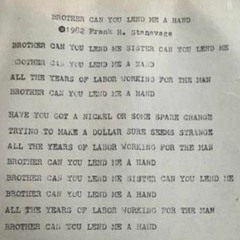 BROTHER CAN YOU LEND ME A HAND
©1982 Frank H. Stanavage
BROTHER CAN YOU LEND ME SISTER CAN YOU LEND ME
BROTHER CAN YOU LEND ME A HAND
ALL THE YEARS OF LABOR WORKING FOR THE MAN
BROTHER CAN YOU LEND ME A HAND
HAVE YOU GOT A NICKEL OR SOME SPARE CHANGE
TRYING TO MAKE A DOLLAR SURE SEEMS STRANGE
ALL THE YEARS OF LABOR WORKING FOR THE MAN
BROTHER CAN YOU LEND ME A HAND
BROTHER CAN YOU LEND ME SISTER CAN YOU LEND ME
BROTHER CAN YOU LEND ME A HAND
ALL THE YEARS OF LABOR WORKING FOR THE MAN
BROTHER CAN YOU LEND ME A HAND